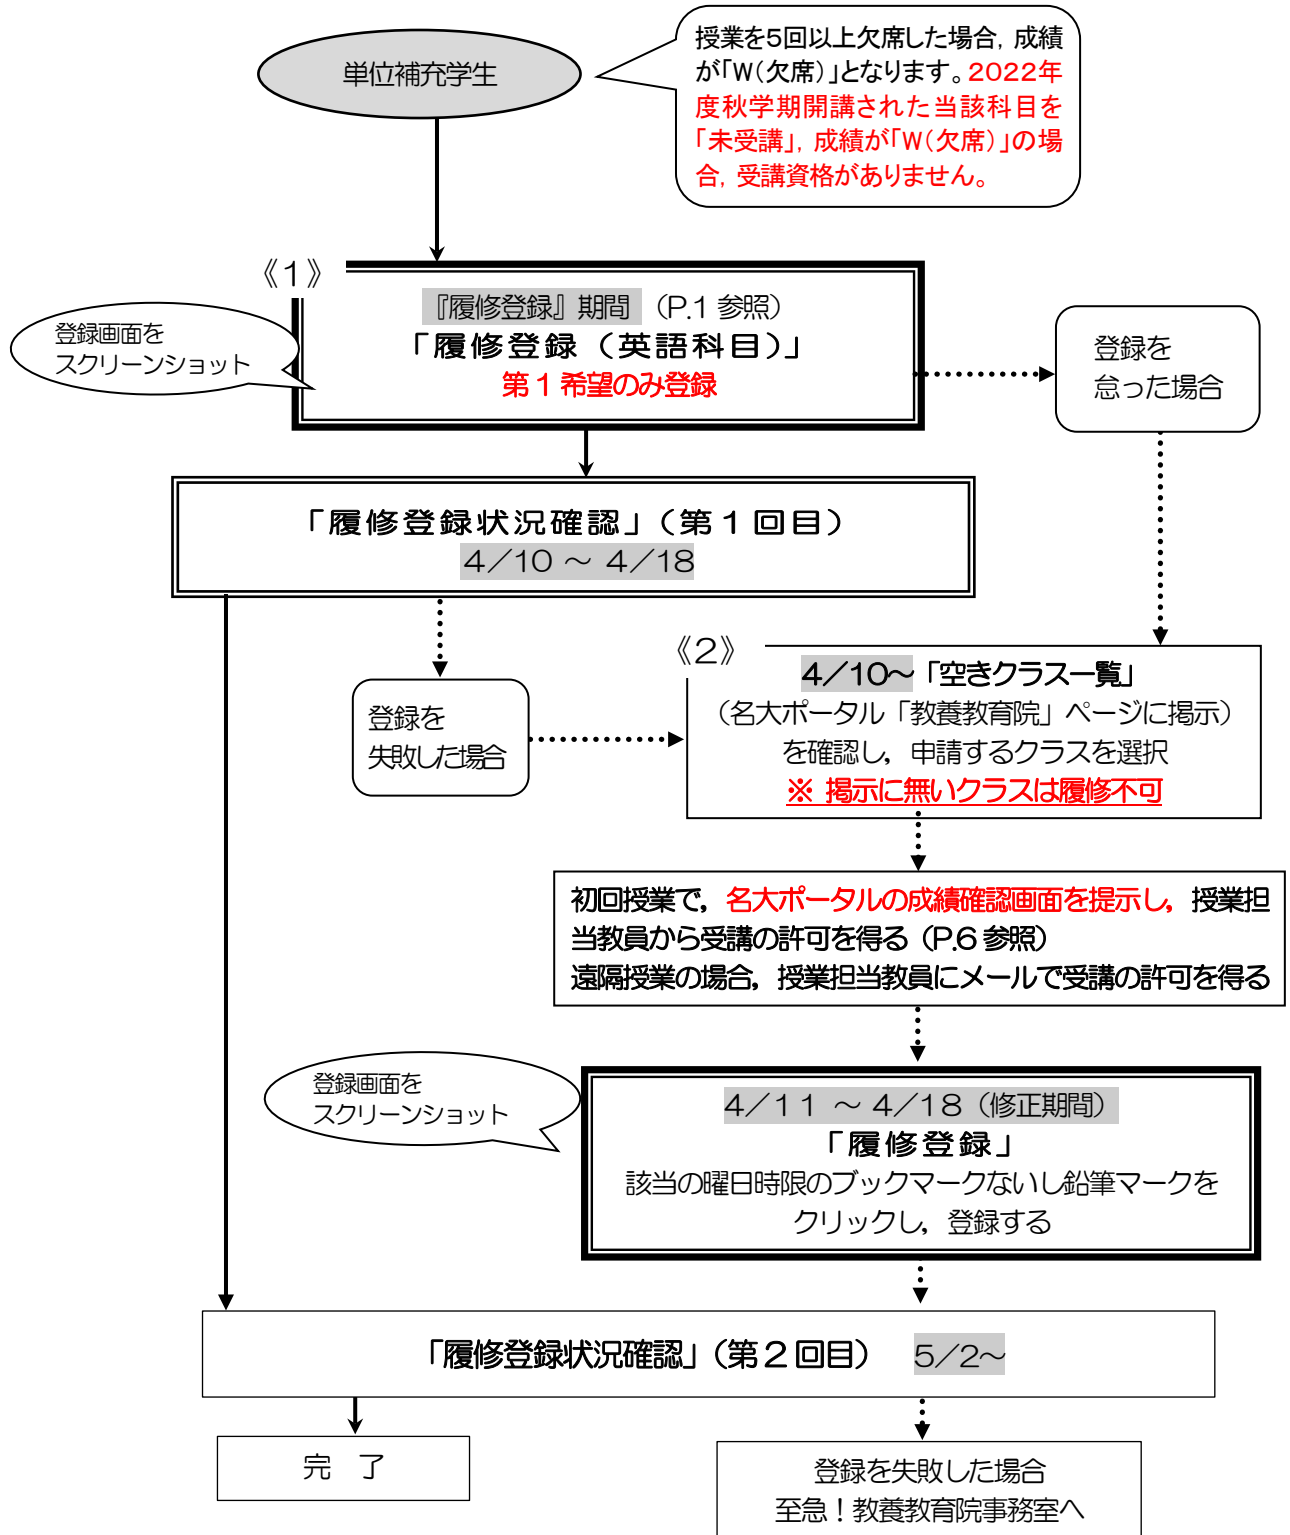 単位補充学生
授業を5回以上欠席した場合，成績
が「W(欠席)」となります。2022年
度秋学期開講された当該科目を
「未受講」，成績が「W(欠席)」の場
合，受講資格がありません。
《1》
『履修登録』期間 （P.1 参照）
「履修登録（英語科目）」
第1希望のみ登録
登録画面を
スクリーンショット
登録を
怠った場合
「履修登録状況確認」（第1回目）
4／10 ～ 4／18
登録を
失敗した場合
《2》
4／10～「空きクラス一覧」
（名大ポータル「教養教育院」ページに掲示）
を確認し，申請するクラスを選択
※ 掲示に無いクラスは履修不可
初回授業で，名大ポータルの成績確認画面を提示し，授業担
当教員から受講の許可を得る（P.6 参照）
遠隔授業の場合，授業担当教員にメールで受講の許可を得る
登録画面を
スクリーンショット
4／11 ～ 4／18（修正期間）
「履修登録」
該当の曜日時限のブックマークないし鉛筆マークを
クリックし，登録する
「履修登録状況確認」（第2回目） 5／2～
完 了
登録を失敗した場合
至急！教養教育院事務室へ